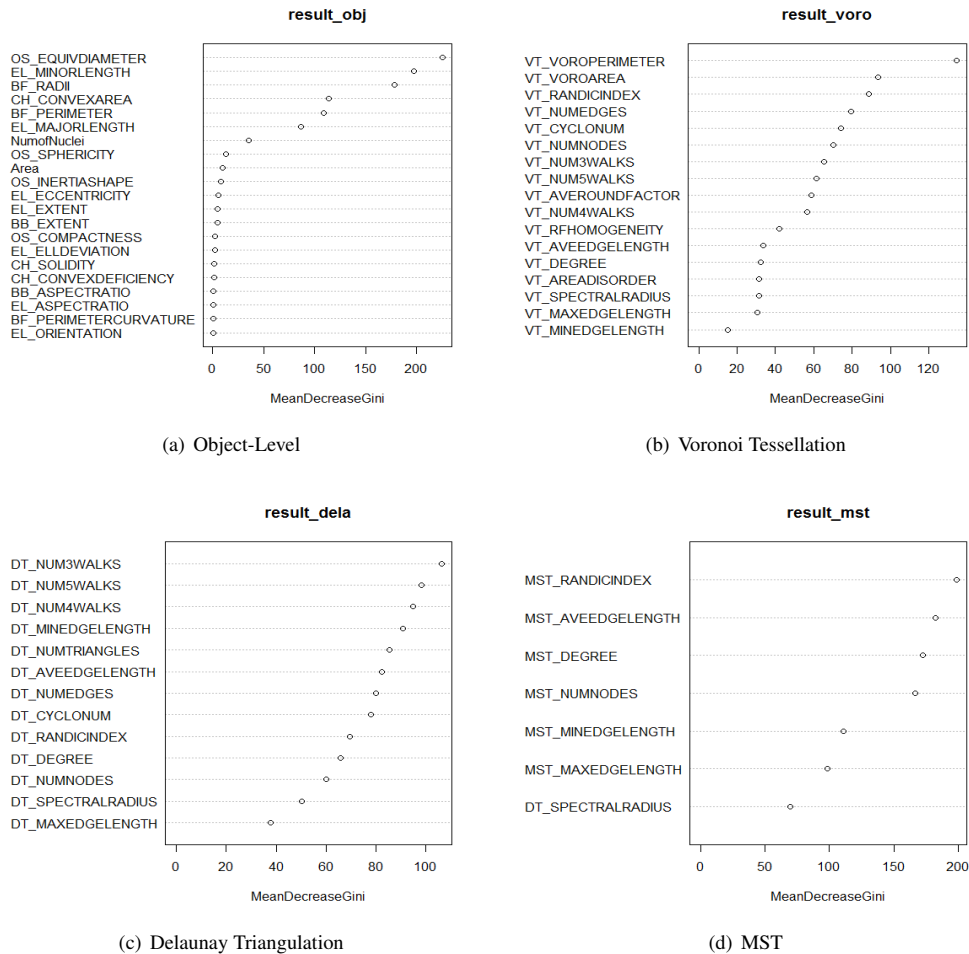 result_obj
OS_EQUIVDIAMETER
EL_MINORLENGTH
BF_RADII
CH_CONVEXAREA
BF_PERIMETER
EL_MAJORLENGTH
NumofNuclei
OS_SPHERICITY
Area
OS_INERTIASHAPE
EL_ECCENTRICITY
EL_EXTENT
BB_EXTENT
OS_COMPACTNESS
EL_ELLDEVIATION
CH_SOLIDITY
CH_CONVEXDEFICIENCY
BB_ASPECTRATIO
EL_ASPECTRATIO
BF_PERIMETERCURVATURE
EL_ORIENTATION
0 50 100 150 200
MeanDecreaseGini
(a) Object-Level
result_voro
VT_VOROPERIMETER
VT_VOROAREA
VT_RANDICINDEX
VT_NUMEDGES
VT_CYCLONUM
VT_NUMNODES
VT_NUM3WALKS
VT_NUM5WALKS
VT_AVEROUNDFACTOR
VT_NUM4WALKS
VT_RFHOMOGENEITY
VT_AVEEDGELENGTH
VT_DEGREE
VT_AREADISORDER
VT_SPECTRALRADIUS
VT_MAXEDGELENGTH
VT_MINEDGELENGTH
0 20 40 60 80 100 120
MeanDecreaseGini
(b) Voronoi Tessellation
result_dela
DT_NUM3WALKS
DT_NUM5WALKS
DT_NUM4WALKS
DT_MINEDGELENGTH
DT_NUMTRIANGLES
DT_AVEEDGELENGTH
DT_NUMEDGES
DT_CYCLONUM
DT_RANDICINDEX
DT_DEGREE
DT_NUMNODES
DT_SPECTRALRADIUS
DT_MAXEDGELENGTH
0 20 40 60 80 100
MeanDecreaseGini
(c) Delaunay Triangulation
result_mst
MST_RANDICINDEX
MST_AVEEDGELENGTH
MST_DEGREE
MST_NUMNODES
MST_MINEDGELENGTH
MST_MAXEDGELENGTH
DT_SPECTRALRADIUS
0 50 100 150 200
MeanDecreaseGini
(d) MST